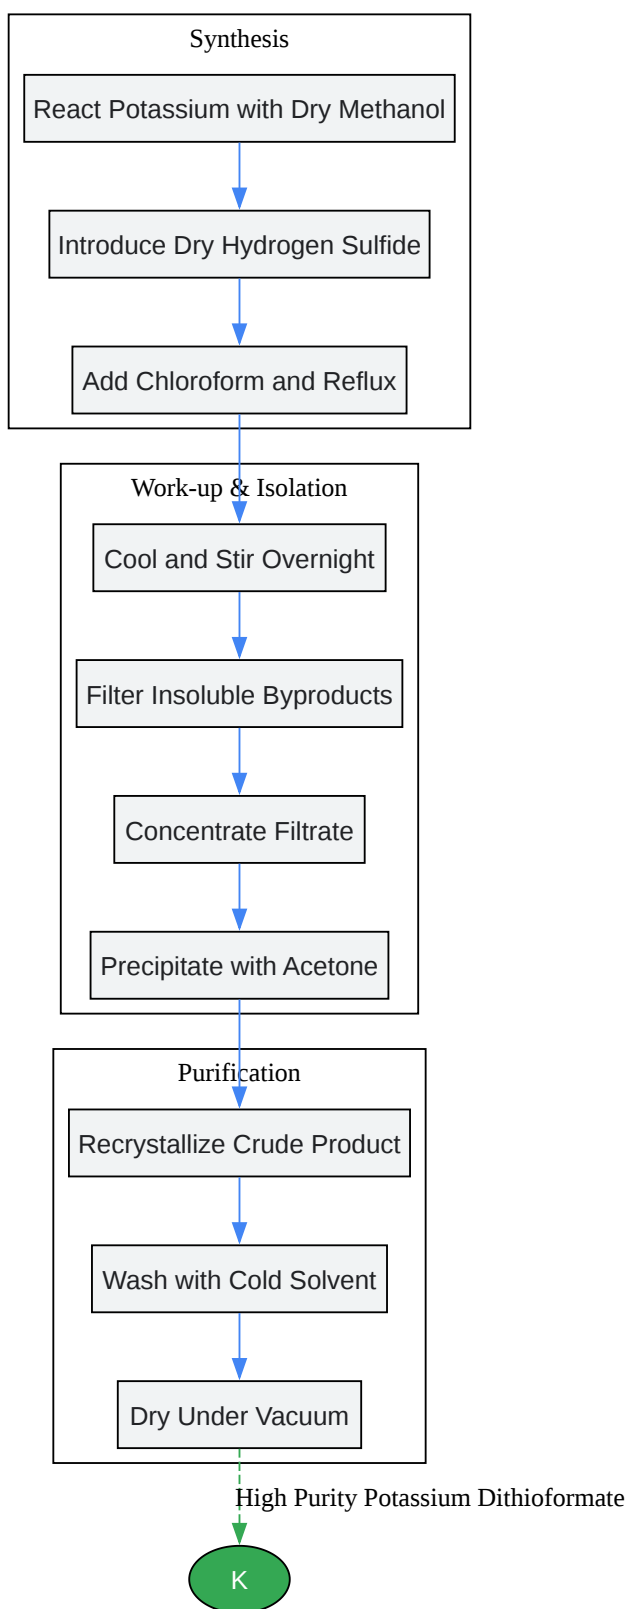 Synthesis
React Potassium with Dry Methanol
Introduce Dry Hydrogen Sulfide
Add Chloroform and Reflux
Work-up & Isolation
Cool and Stir Overnight
Filter Insoluble Byproducts
Concentrate Filtrate
Precipitate with Acetone
Purification
Recrystallize Crude Product
Wash with Cold Solvent
Dry Under Vacuum
High Purity Potassium Dithioformate
K